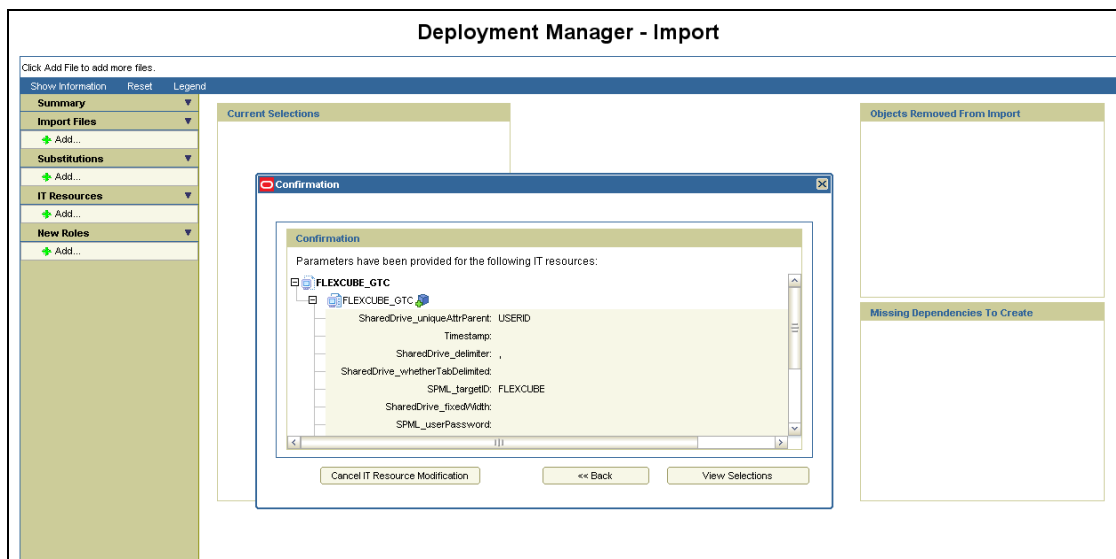 Deployment Manager - Import
Click Add File to add more files.
Show Information Reset Legend
Summary
Import Files
Add...
Substitutions
Add...
IT Resources
Add...
New Roles
Add...
Current Selections
Objects Removed From Import
Missing Dependencies To Create
Confirmation
Confirmation
Parameters have been provided for the following IT resources:
FLEXCUBE_GTC
FLEXCUBE_GTC
SharedDrive_uniqueAttrParent: USERID
Timestamp:
SharedDrive_delimiter: ,
SharedDrive_whetherTabDelimited:
SPML_targetID: FLEXCUBE
SharedDrive_fixedWidth:
SPML_userPassword:
Cancel IT Resource Modification << Back View Selections